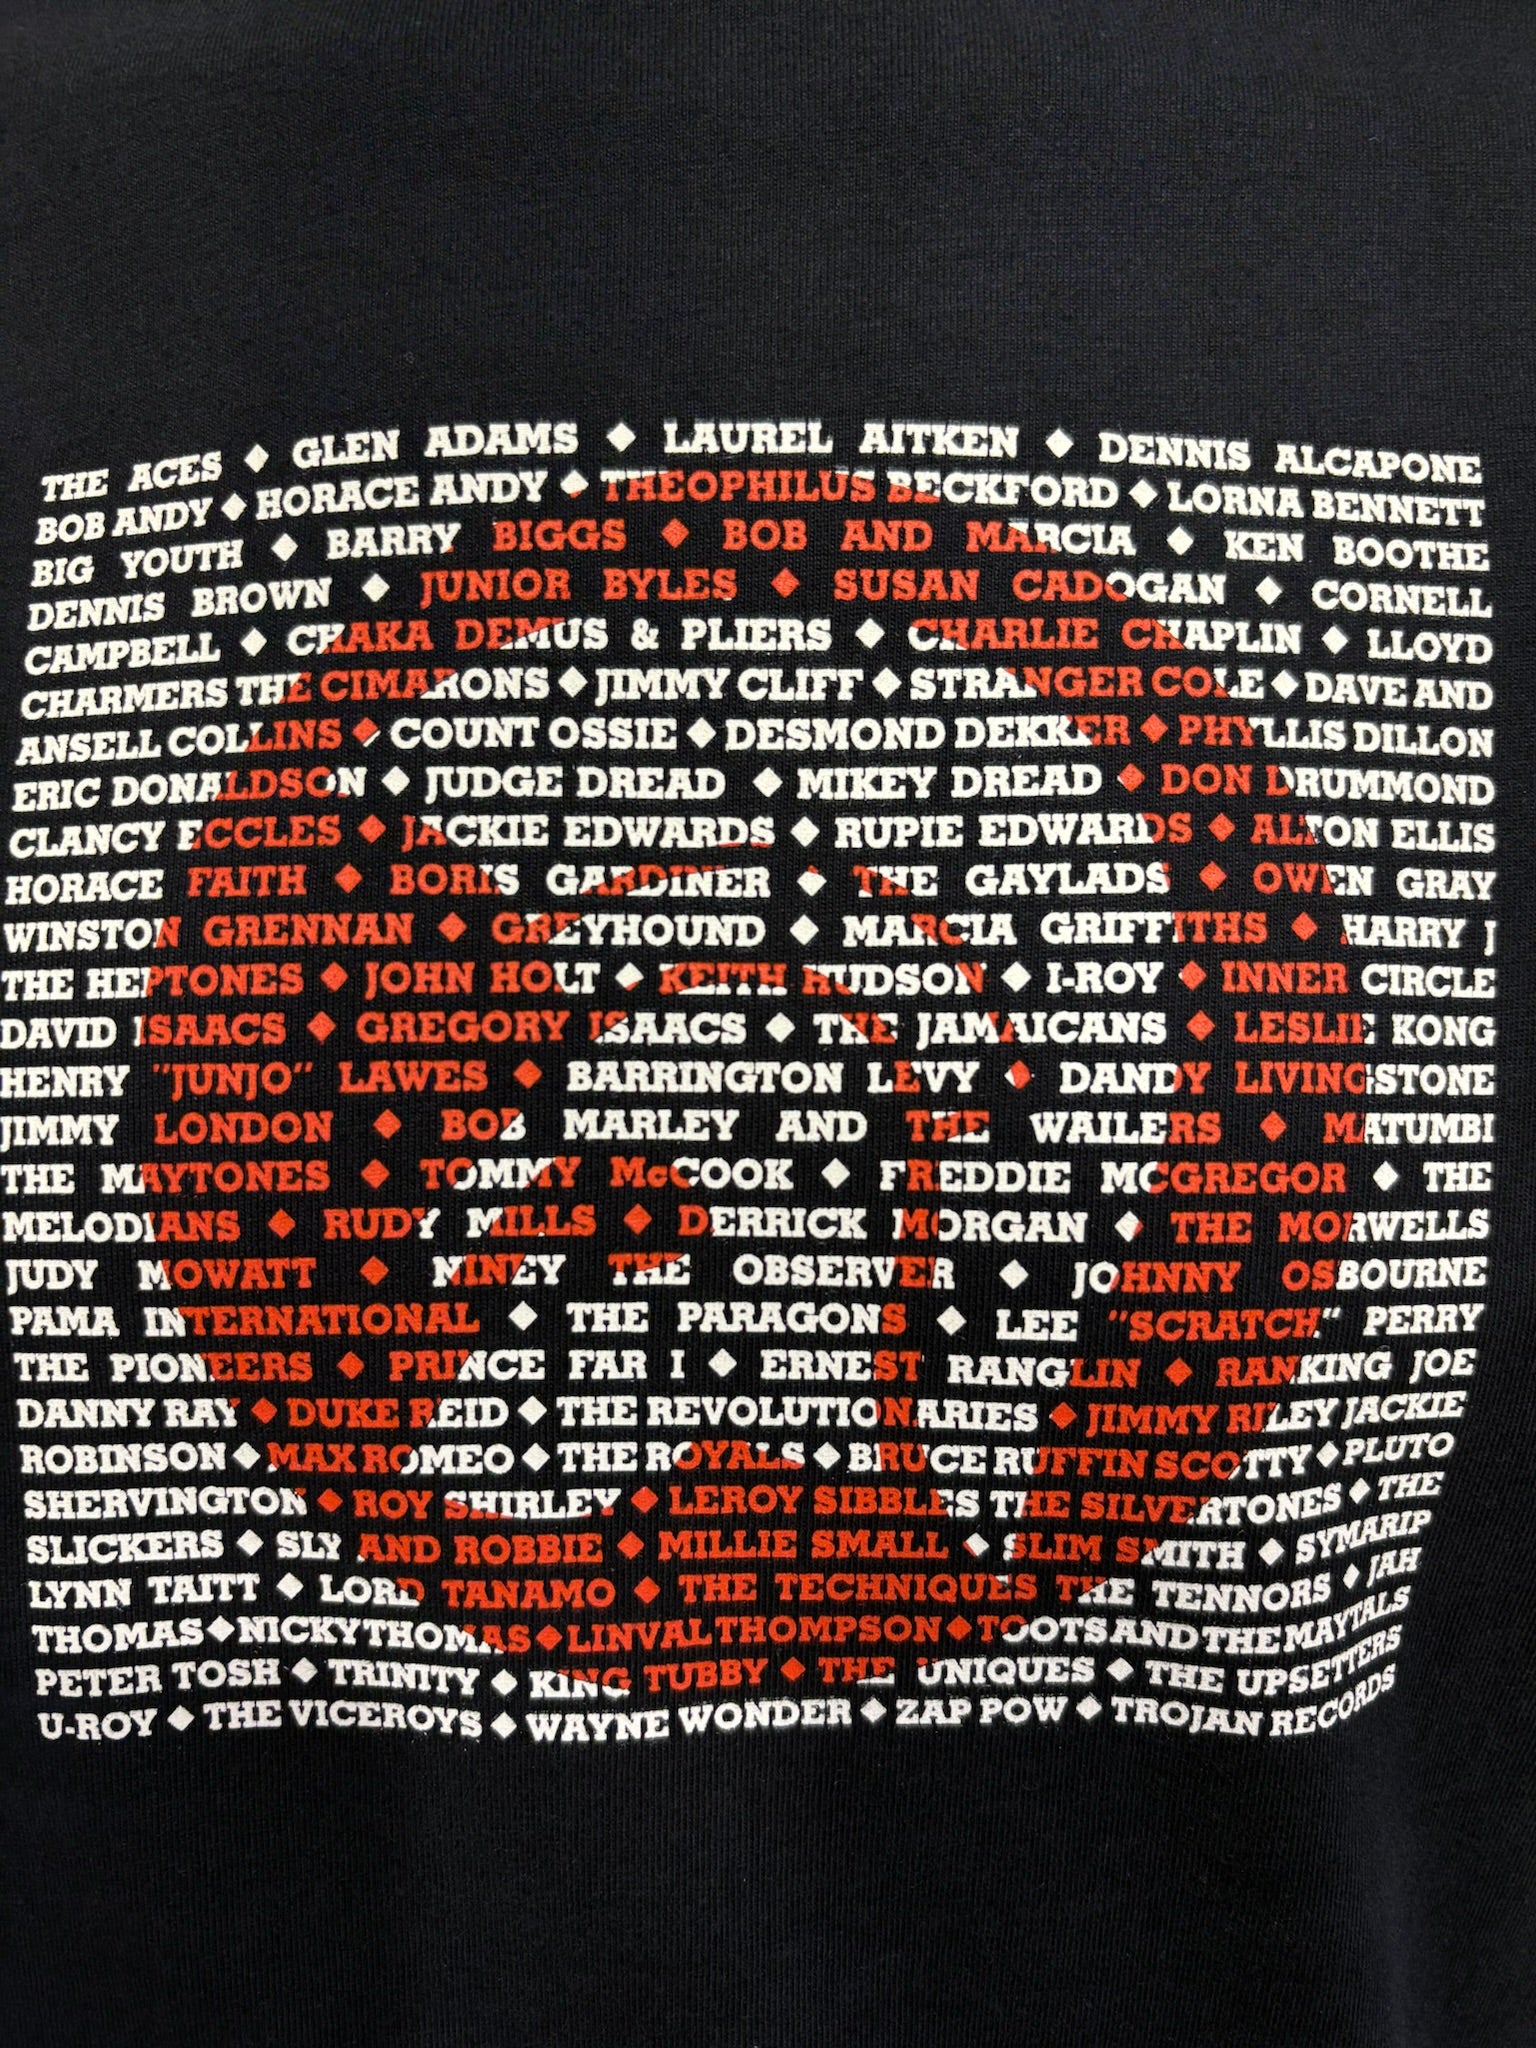 THE ACES ◆ GLEN ADAMS ◆ LAUREL AITKEN ◆ DENNIS ALCAPONE
BOB ANDY ◆ HORACE ANDY ◆ THEOPHILUS BECKFORD ◆ LORNA BENNETT
BIG YOUTH ◆ BARRY BIGGS ◆ BOB AND MARCIA ◆ KEN BOOTHE
DENNIS BROWN ◆ JUNIOR BYLES ◆ SUSAN CADOGAN ◆ CORNELL
CAMPBELL ◆ CHAKA DEMUS & PLIERS ◆ CHARLIE CHAPLIN ◆ LLOYD
CHARMERS THE CIMARONS ◆ JIMMY CLIFF ◆ STRANGER COLE ◆ DAVE AND
ANSELL COLLINS ◆ COUNT OSSIE ◆ DESMOND DEKKER ◆ PHYLLIS DILLON
ERIC DONALDSON ◆ JUDGE DREAD ◆ MIKEY DREAD ◆ DON DRUMMOND
CLANCY ECCLES ◆ JACKIE EDWARDS ◆ RUPIE EDWARDS ◆ ALTON ELLIS
HORACE FAITH ◆ BORIS GARDINER ◆ THE GAYLADS ◆ OWEN GRAY
WINSTON GRENNAN ◆ GREYHOUND ◆ MARCIA GRIFFITHS ◆ HARRY J
THE HEPTONES ◆ JOHN HOLT ◆ KEITH HUDSON ◆ I-ROY ◆ INNER CIRCLE
DAVID ISAACS ◆ GREGORY ISAACS ◆ THE JAMAICANS ◆ LESLIE KONG
HENRY "JUNJO" LAWES ◆ BARRINGTON LEVY ◆ DANDY LIVINGSTONE
JIMMY LONDON ◆ BOB MARLEY AND THE WAILERS ◆ MATUMBI
THE MAYTONES ◆ TOMMY McCOOK ◆ FREDDIE MCGREGOR ◆ THE
MELODIANS ◆ RUDY MILLS ◆ DERRICK MORGAN ◆ THE MORWELLS
JUDY MOWATT ◆ NINEY THE OBSERVER ◆ JOHNNY OSBOURNE
PAMA INTERNATIONAL ◆ THE PARAGONS ◆ LEE "SCRATCH" PERRY
THE PIONEERS ◆ PRINCE FAR I ◆ ERNEST RANGLIN ◆ RANKING JOE
DANNY RAY ◆ DUKE REID ◆ THE REVOLUTIONARIES ◆ JIMMY RILEY JACKIE
ROBINSON ◆ MAX ROMEO ◆ THE ROYALS ◆ BRUCE RUFFIN SCOTTY ◆ PLUTO
SHERVINGTON ◆ ROY SHIRLEY ◆ LEROY SIBBLES THE SILVERTONES ◆ THE
SLICKERS ◆ SLY AND ROBBIE ◆ MILLIE SMALL ◆ SLIM SMITH ◆ SYMARIP
LYNN TAITT ◆ LORD TANAMO ◆ THE TECHNIQUES THE TENNORS ◆ JAH
THOMAS ◆ NICKY THOMAS ◆ LINVAL THOMPSON ◆ TOOTS AND THE MAYTALS
PETER TOSH ◆ TRINITY ◆ KING TUBBY ◆ THE UNIQUES ◆ THE UPSETTERS
U-ROY ◆ THE VICEROYS ◆ WAYNE WONDER ◆ ZAP POW ◆ TROJAN RECORDS